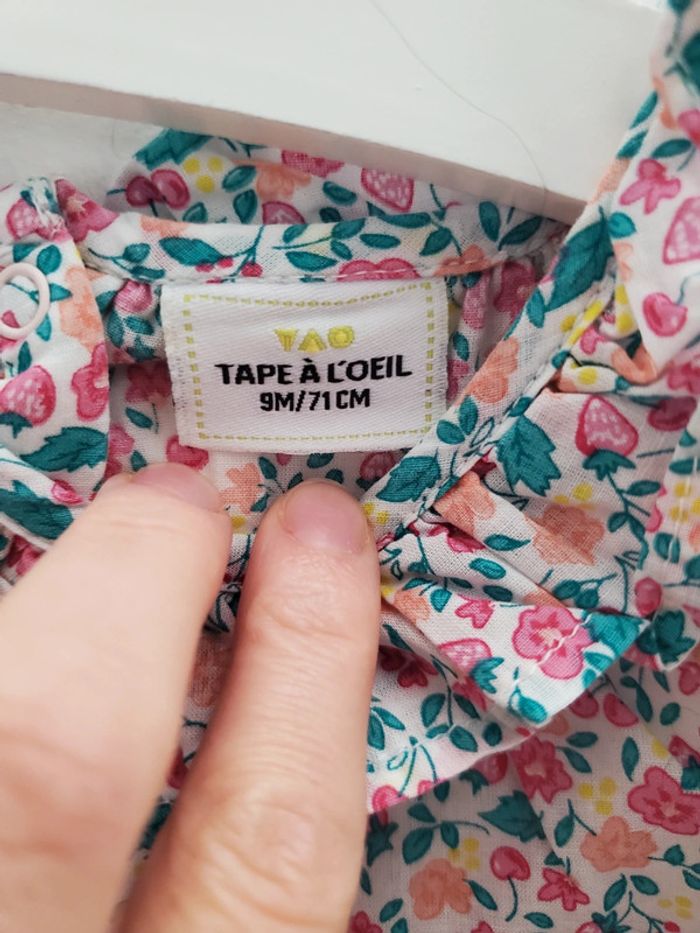 TAO
TAPE À L'OEIL
9M/71CM